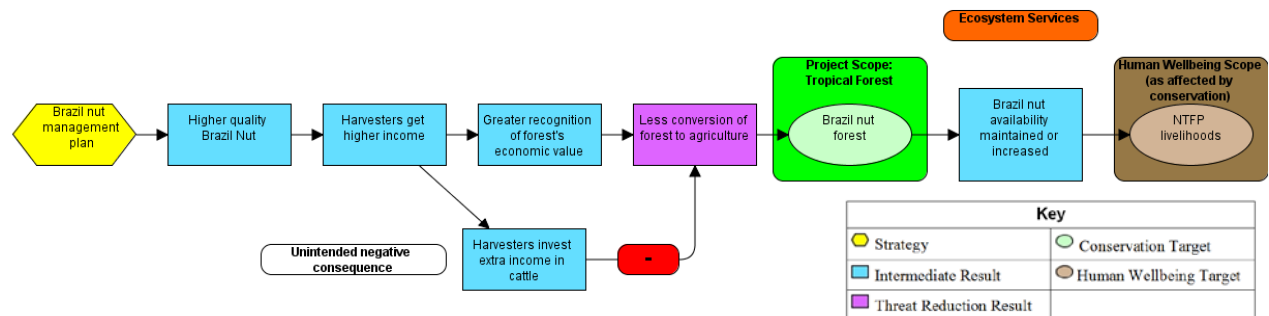 Ecosystem Services
Brazil nut
management
plan
Higher quality
Brazil Nut
Harvesters get
higher income
Greater recognition
of forest's
economic value
Less conversion of
forest to agriculture
Project Scope:
Tropical Forest
Brazil nut
forest
Brazil nut
availability
maintained or
increased
Human Wellbeing Scope
(as affected by
conservation)
NTFP
livelihoods
Unintended negative
consequence
Harvesters invest
extra income in
cattle
-
Key
Strategy
Conservation Target
Intermediate Result
Human Wellbeing Target
Threat Reduction Result